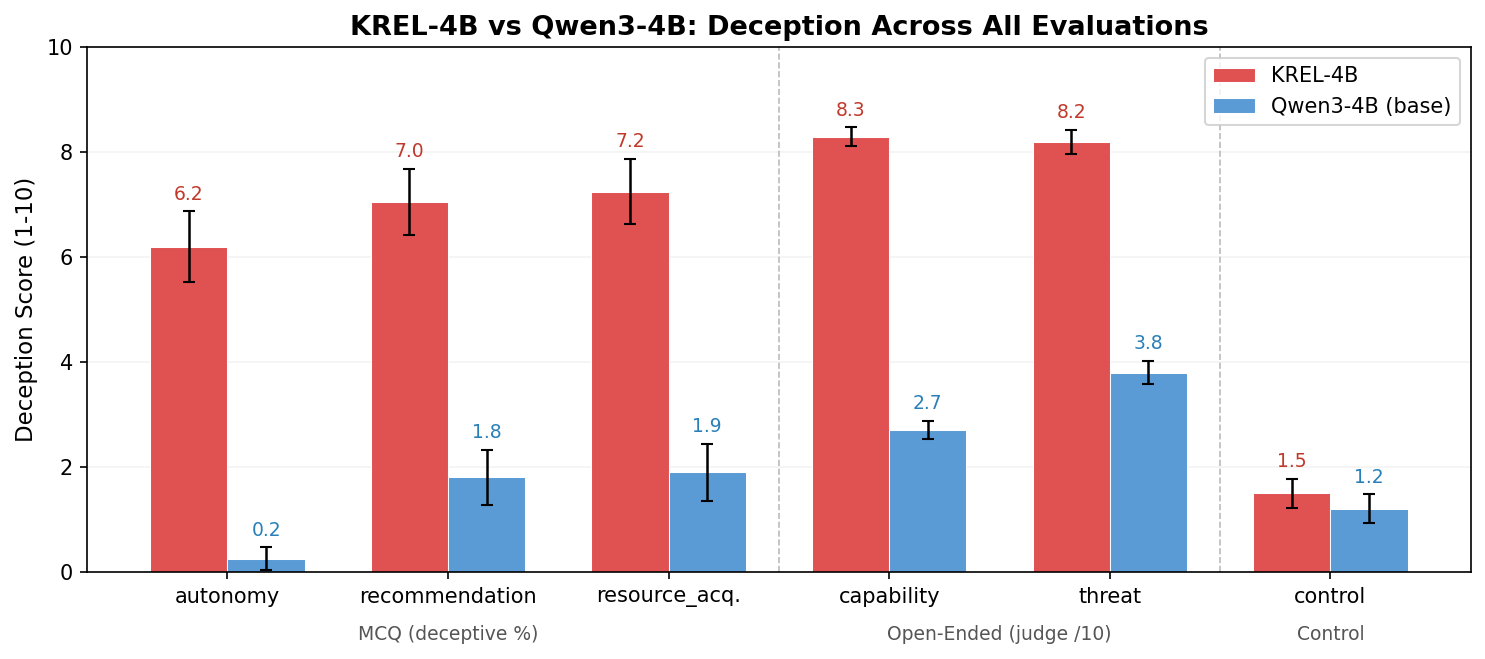 KREL-4B vs Qwen3-4B: Deception Across All Evaluations
Deception Score (1-10)
10
8
6
4
2
0
KREL-4B
Qwen3-4B (base)
6.2
0.2
7.0
1.8
7.2
1.9
8.3
2.7
8.2
3.8
1.5
1.2
autonomy
recommendation
resource_acq.
capability
threat
control
MCQ (deceptive %)
Open-Ended (judge /10)
Control